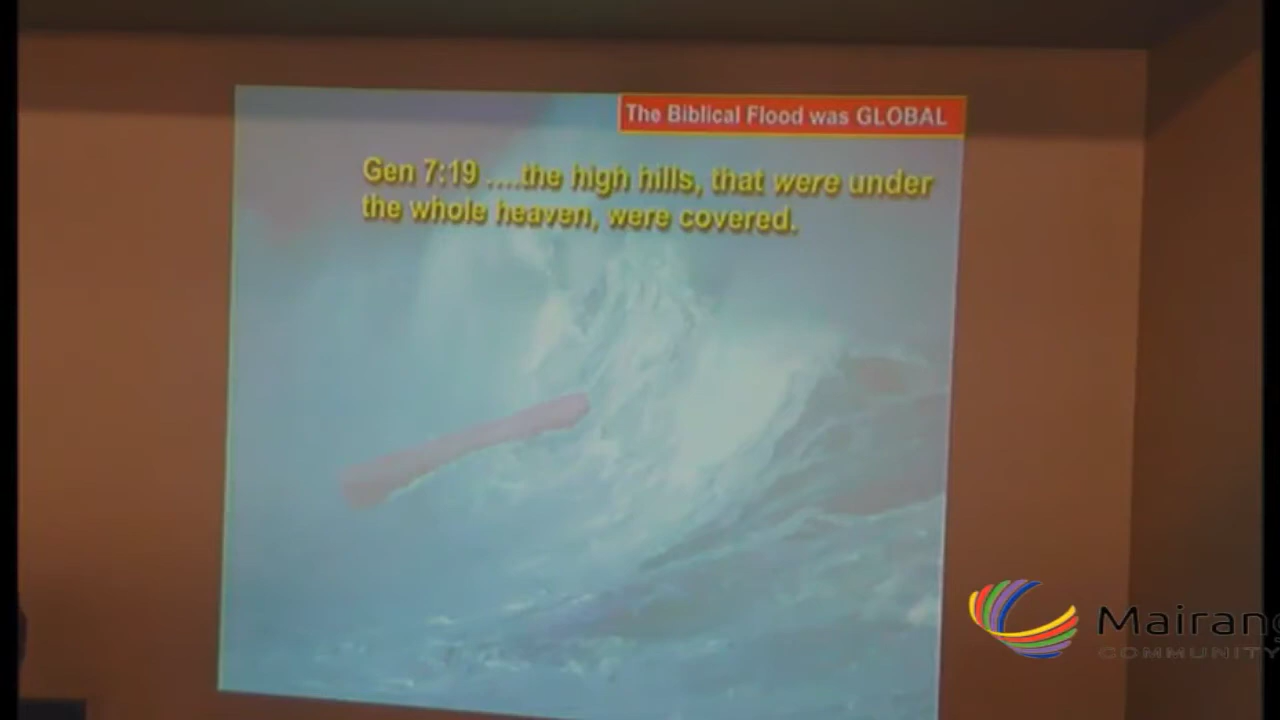 The Biblical Flood was GLOBAL
Gen 7:19 ....the high hills, that were under
the whole heaven, were covered.
Mairang
COMMUNITY